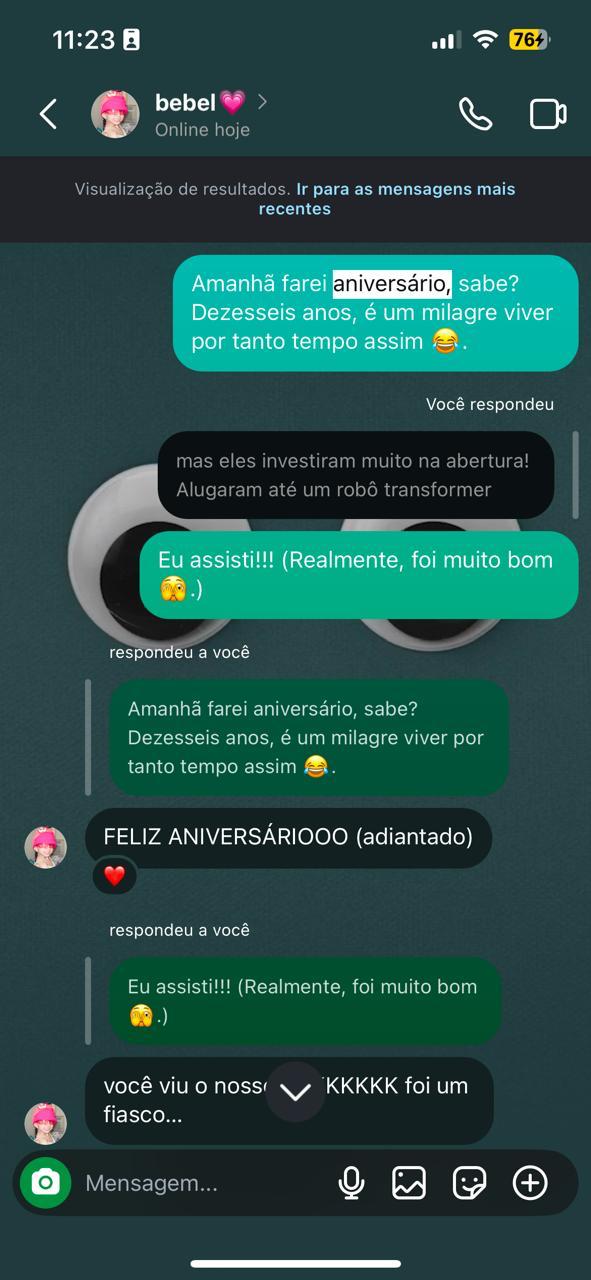 11:23
76
bebel💗
Online hoje
Visualização de resultados. Ir para as mensagens mais
recentes
Amanhã farei aniversário, sabe?
Dezesseis anos, é um milagre viver
por tanto tempo assim 😂.
Você respondeu
mas eles investiram muito na abertura!
Alugaram até um robô transformer
Eu assisti!!! (Realmente, foi muito bom
🫣.)
respondeu a você
Amanhã farei aniversário, sabe?
Dezesseis anos, é um milagre viver por
tanto tempo assim 😂.
FELIZ ANIVERSÁRIOOO (adiantado)
❤️
respondeu a você
Eu assisti!!! (Realmente, foi muito bom
🫣.)
você viu o KKKKK foi um
fiasco...
Mensagem...